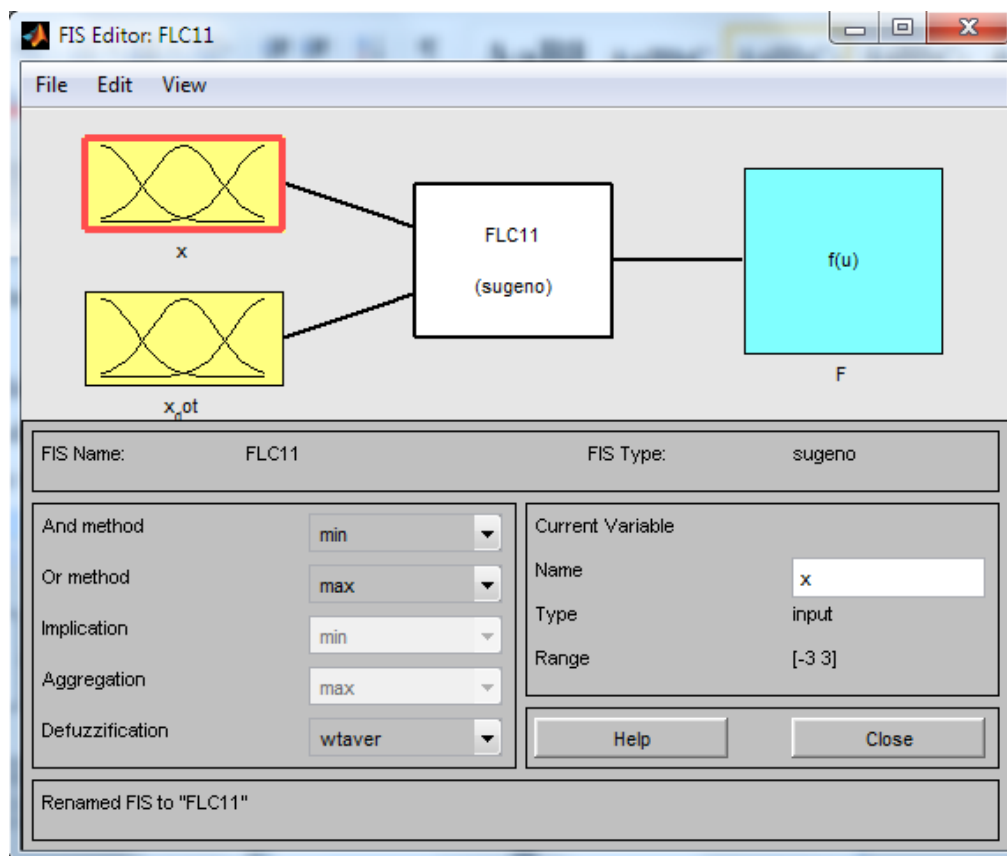 FIS Editor: FLC11
File Edit View
x
x_dot
FLC11
(sugeno)
f(u)
F
FIS Name: FLC11 FIS Type: sugeno
And method min
Or method max
Implication min
Aggregation max
Defuzzification wtaver
Current Variable
Name x
Type input
Range [-3 3]
Help Close
Renamed FIS to "FLC11"